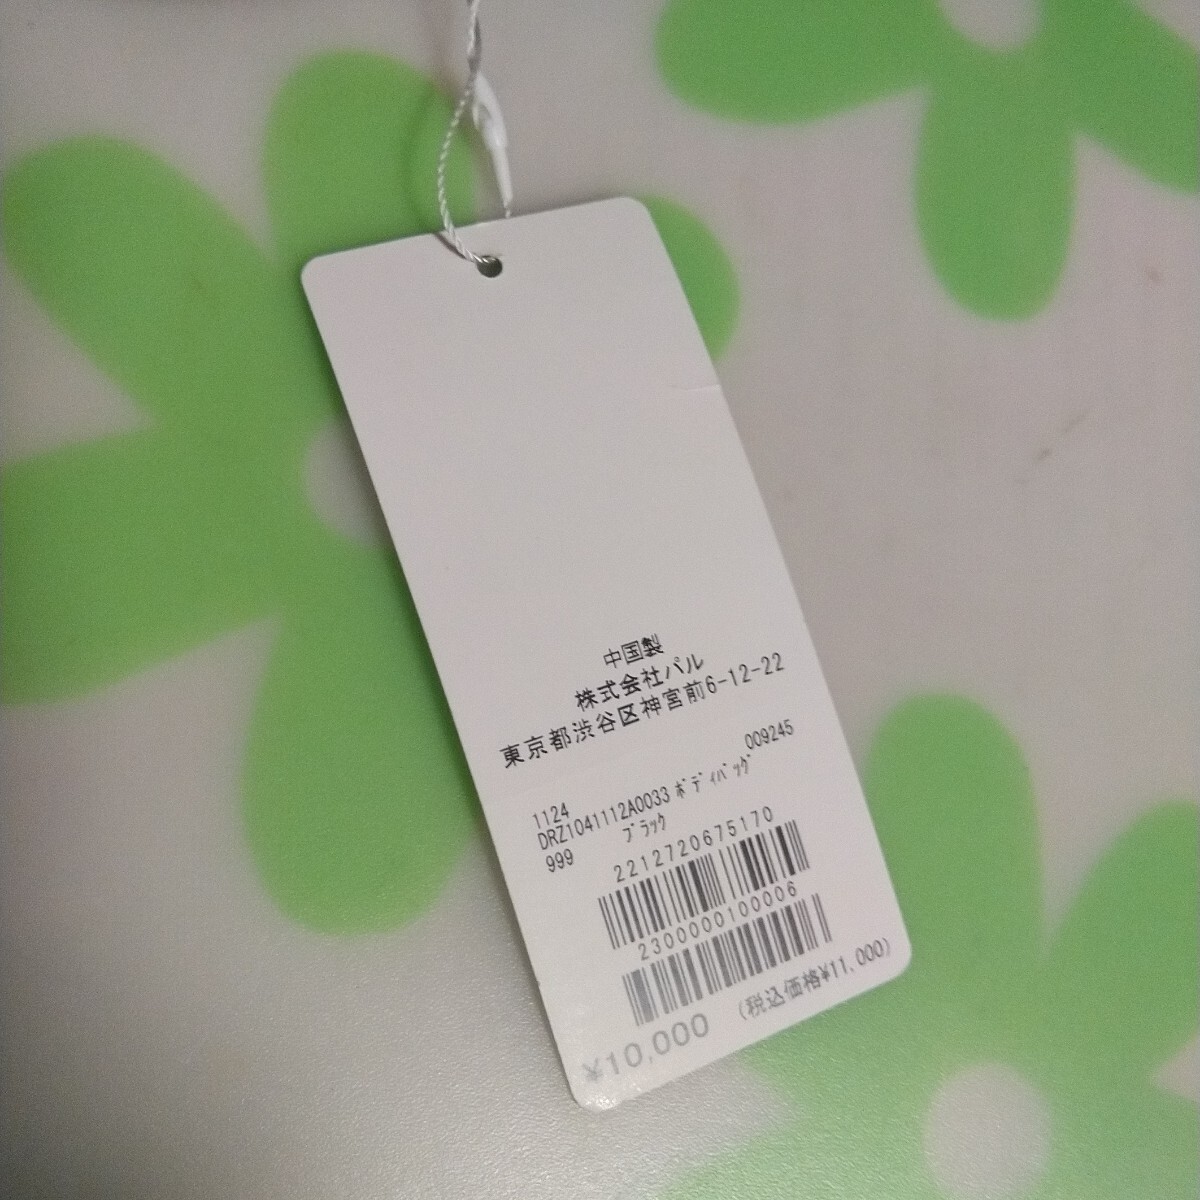 中国製
株式会社パル
東京都渋谷区神宮前6-12-22
009245
1124
DRZ1041112A0033 ボディバッグ
999 ブラック
2212720675170
2300000100006
¥10,000 (税込価格¥11,000)